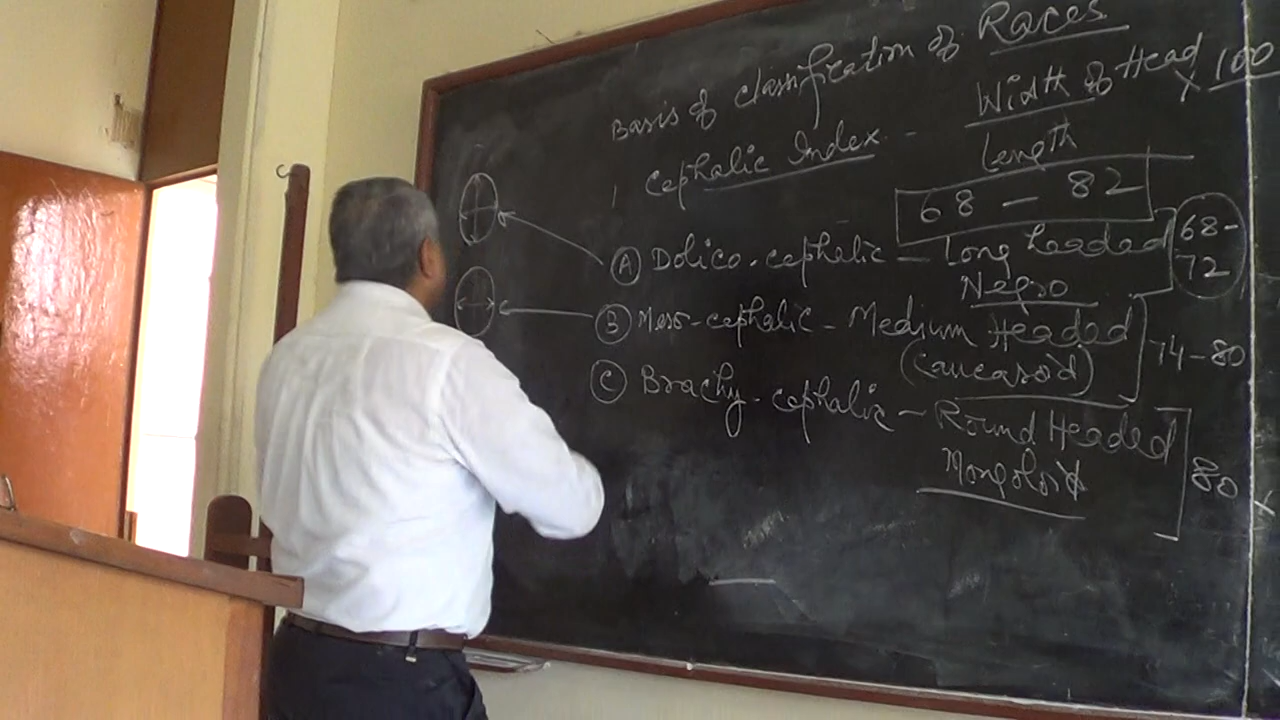 Basis of classification of Races
1 Cephalic Index - Width of Head X 100
Length
68 — 82
A Dolico-cephalic — Long Headed 68-72
Negro
B Meso-cephalic - Medium Headed 74-80
(Caucasoid)
C Brachy-cephalic — Round Headed 80
Mongoloid